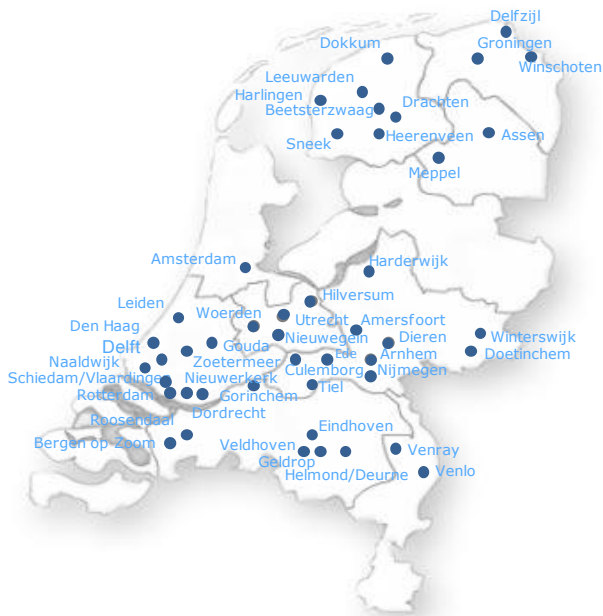 Delfzijl
Dokkum
Groningen
Winschoten
Leeuwarden
Harlingen
Beetsterzwaag
Drachten
Sneek
Heerenveen
Assen
Meppel
Amsterdam
Harderwijk
Hilversum
Leiden
Woerden
Utrecht
Amersfoort
Den Haag
Nieuwegein
Dieren
Winterswijk
Delft
Gouda
Ede
Arnhem
Doetinchem
Naaldwijk
Zoetermeer
Culemborg
Nijmegen
Schiedam/Vlaardingen
Nieuwerkerk
Tiel
Rotterdam
Gorinchem
Dordrecht
Roosendaal
Eindhoven
Bergen op Zoom
Veldhoven
Venray
Geldrop
Helmond/Deurne
Venlo